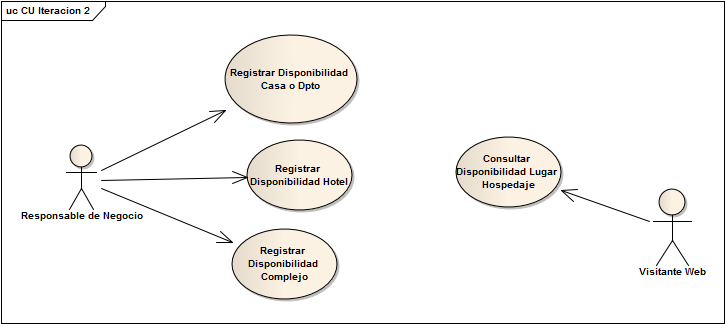 uc CU Iteracion 2
Registrar Disponibilidad
Casa o Dpto
Registrar
Disponibilidad Hotel
Registrar
Disponibilidad
Complejo
Responsable de Negocio
Consultar
Disponibilidad Lugar
Hospedaje
Visitante Web